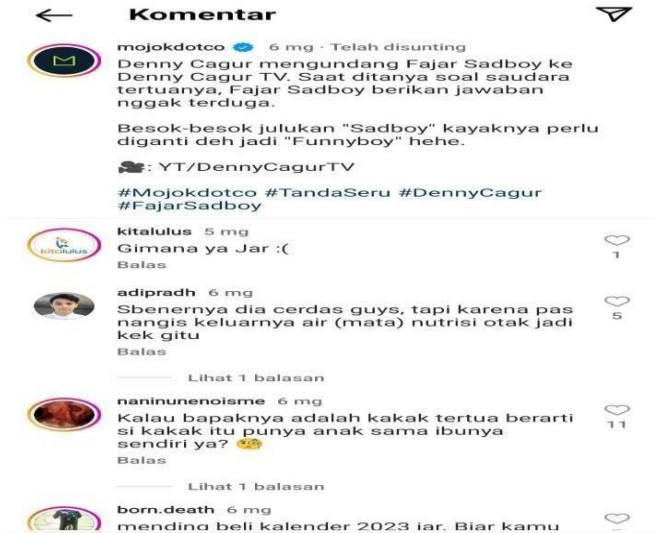 Komentar
mojokdotco 6 mg · Telah disunting
Denny Cagur mengundang Fajar Sadboy ke
Denny Cagur TV. Saat ditanya soal saudara
tertuanya, Fajar Sadboy berikan jawaban
nggak terduga.
Besok-besok julukan "Sadboy" kayaknya perlu
diganti deh jadi "Funnyboy" hehe.
🎥: YT/DennyCagurTV
#Mojokdotco #TandaSeru #DennyCagur
#FajarSadboy
kitalulus 5 mg
kitalulus
Gimana ya Jar :(
1
Balas
adipradh 6 mg
Sbenernya dia cerdas guys, tapi karena pas
nangis keluarnya air (mata) nutrisi otak jadi
kek gitu
5
Balas
Lihat 1 balasan
naninunenoisme 6 mg
Kalau bapaknya adalah kakak tertua berarti
si kakak itu punya anak sama ibunya
sendiri ya? 🧐
11
Balas
Lihat 1 balasan
born.death 6 mg
mending beli kalender 2023 jar. Biar kamu